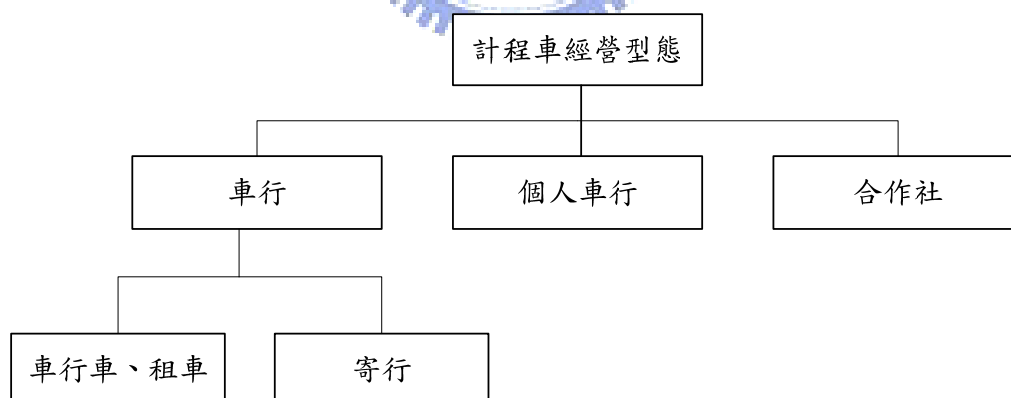 計程車經營型態
車行
個人車行
合作社
車行車、租車
寄行